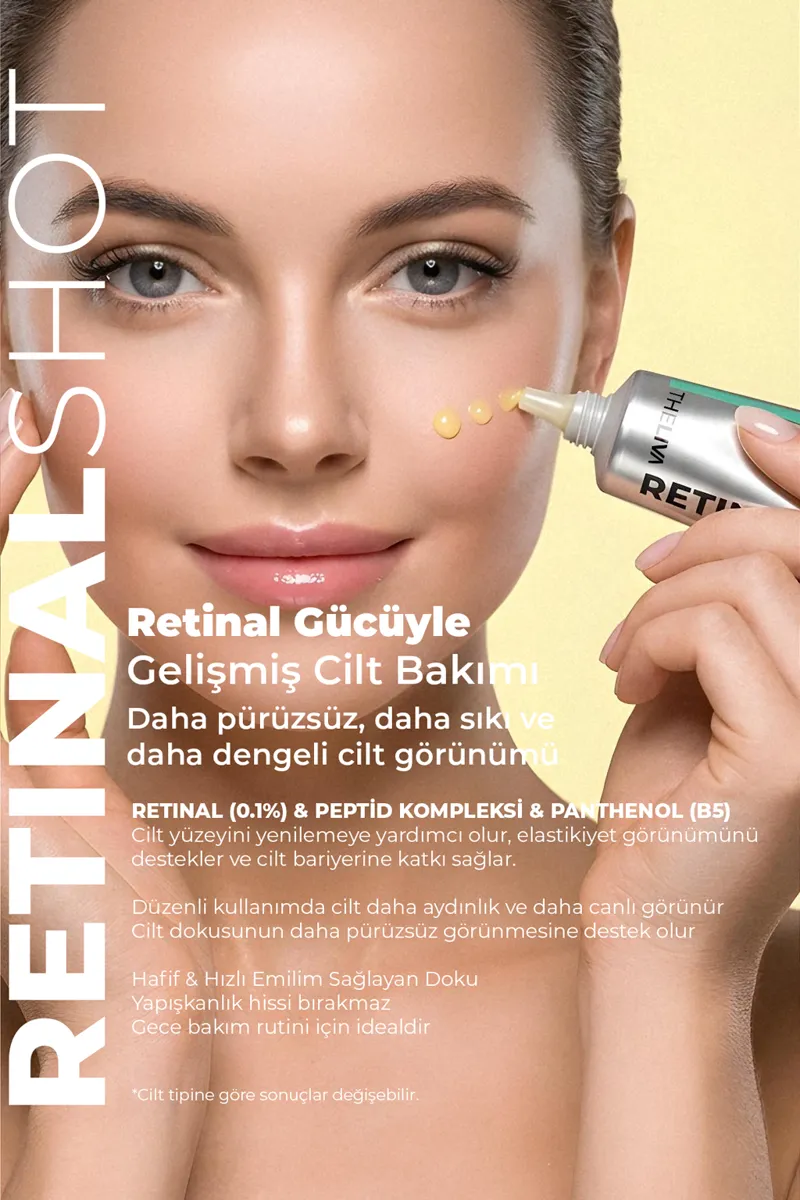 RETINALSHOT
THELIVA
Retinal Gücüyle
Gelişmiş Cilt Bakımı
Daha pürüzsüz, daha sıkı ve
daha dengeli cilt görünümü
RETINAL (0.1%) & PEPTİD KOMPLEKSİ & PANTHENOL (B5)
Cilt yüzeyini yenilemeye yardımcı olur, elastikiyet görünümünü
destekler ve cilt bariyerine katkı sağlar.
Düzenli kullanımda cilt daha aydınlık ve daha canlı görünür
Cilt dokusunun daha pürüzsüz görünmesine destek olur
Hafif & Hızlı Emilim Sağlayan Doku
Yapışkanlık hissi bırakmaz
Gece bakım rutini için idealdir
*Cilt tipine göre sonuçlar değişebilir.